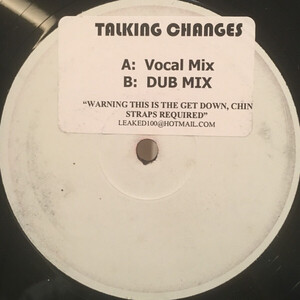 TALKING CHANGES
A: Vocal Mix
B: DUB MIX
“WARNING THIS IS THE GET DOWN, CHIN
STRAPS REQUIRED”
LEAKED100@HOTMAIL.COM